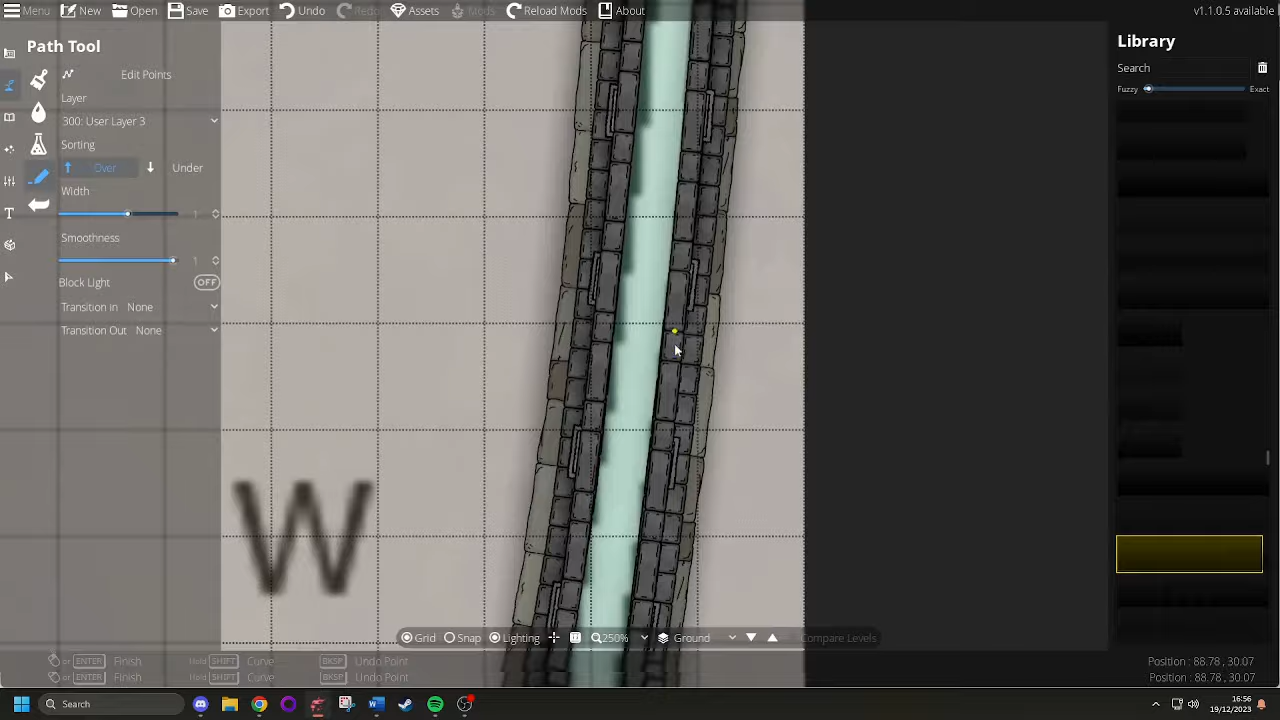 Menu New Open Save Export Undo Redo Assets Mods Reload Mods About v1.1.0.5 available
Path Tool
Edit Points
Layer
300: User Layer 3
Sorting
Over Under
Width
1
Smoothness
1
Block Light OFF
Transition in None
Transition Out None
Library
Search
Fuzzy Exact
W
Grid Snap Lighting 250% Ground Compare Levels
or ENTER Finish Hold SHIFT Curve BKSP Undo Point
or ENTER Finish Hold SHIFT Curve BKSP Undo Point
Position : 88.78, 30.07
Position : 88.78, 30.07
Search
16:56
19/12/2023